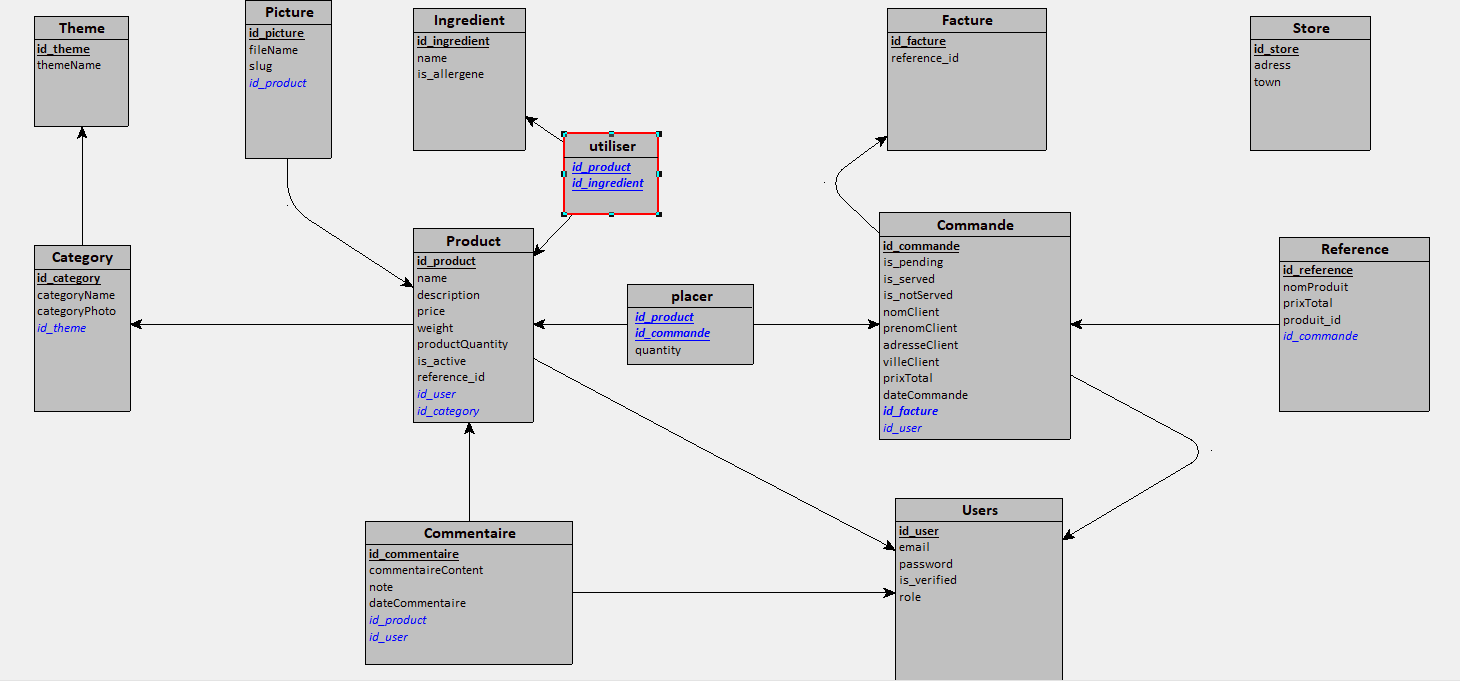 Theme
id_theme
themeName
Picture
id_picture
fileName
slug
id_product
Ingredient
id_ingredient
name
is_allergene
utiliser
id_product
id_ingredient
Facture
id_facture
reference_id
Store
id_store
adress
town
Category
id_category
categoryName
categoryPhoto
id_theme
Product
id_product
name
description
price
weight
productQuantity
is_active
reference_id
id_user
id_category
placer
id_product
id_commande
quantity
Commande
id_commande
is_pending
is_served
is_notServed
nomClient
prenomClient
adresseClient
villeClient
prixTotal
dateCommande
id_facture
id_user
Reference
id_reference
nomProduit
prixTotal
produit_id
id_commande
Commentaire
id_commentaire
commentaireContent
note
dateCommentaire
id_product
id_user
Users
id_user
email
password
is_verified
role